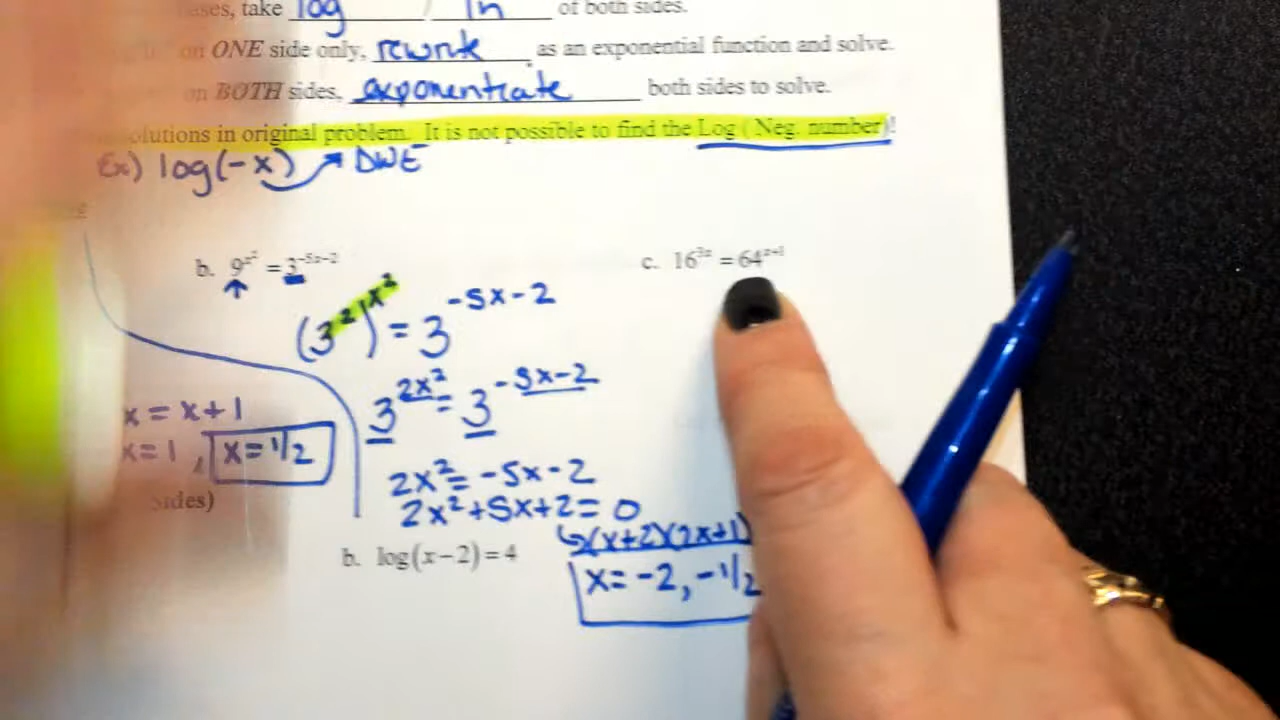 take log ln of both sides.
on ONE side only, rewrite as an exponential function and solve.
on BOTH sides, exponentiate both sides to solve.
solutions in original problem. It is not possible to find the Log ( Neg. number)!
Ex) log(-x) → DNE
b. 9^{x²} = 3^{-5x-2}
c. 16^{3x} = 64^{x+1}
(3²)^{x²} = 3^{-5x-2}
3^{2x²} = 3^{-5x-2}
x = x+1
x=1, x=1/2
2x² = -5x-2
2x²+5x+2=0
(x+2)(2x+1)
sides)
b. log(x-2)=4
x=-2, -1/2